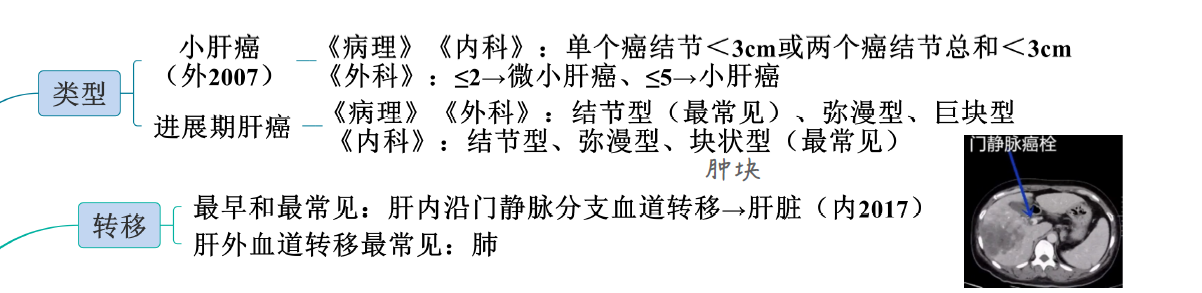 类型
小肝癌
（外2007）
《病理》《内科》：单个癌结节＜3cm或两个癌结节总和＜3cm
《外科》：≤2→微小肝癌、≤5→小肝癌
进展期肝癌
《病理》《外科》：结节型（最常见）、弥漫型、巨块型
《内科》：结节型、弥漫型、块状型（最常见）
肿块
门静脉癌栓
转移
最早和最常见：肝内沿门静脉分支血道转移→肝脏（内2017）
肝外血道转移最常见：肺